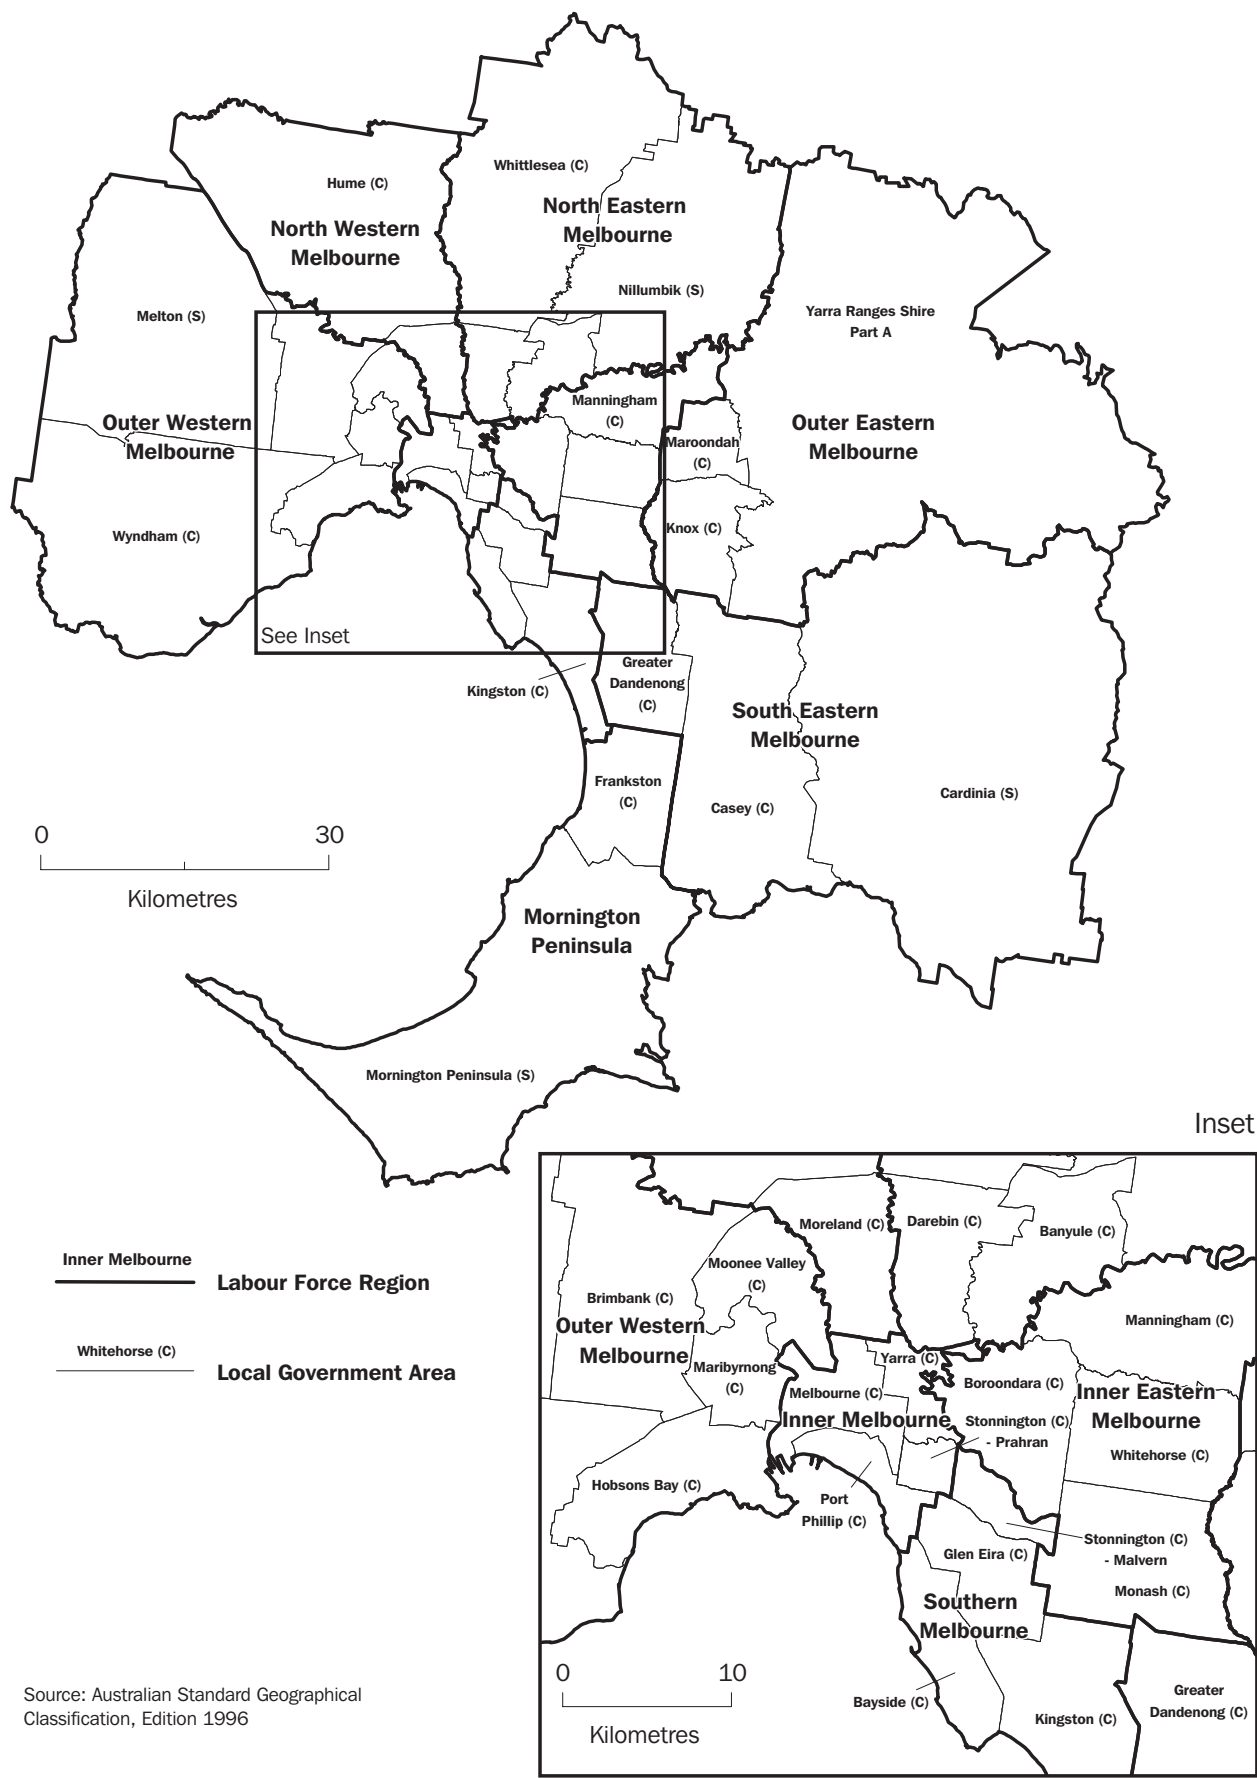 Whittlesea (C)
Hume (C)
North Eastern
Melbourne
North Western
Melbourne
Nillumbik (S)
Melton (S)
Yarra Ranges Shire
Part A
Manningham
(C)
Outer Western
Melbourne
Outer Eastern
Melbourne
Maroondah
(C)
Wyndham (C)
Knox (C)
See Inset
Greater
Dandenong
(C)
Kingston (C)
South Eastern
Melbourne
Frankston
(C)
Casey (C)
Cardinia (S)
0 30
Kilometres
Mornington
Peninsula
Mornington Peninsula (S)
Inset
Moreland (C)
Darebin (C)
Banyule (C)
Moonee Valley
(C)
Brimbank (C)
Outer Western
Melbourne
Manningham (C)
Maribyrnong
(C)
Yarra (C)
Melbourne (C)
Boroondara (C)
Inner Eastern
Melbourne
Inner Melbourne
Stonnington (C)
- Prahran
Whitehorse (C)
Hobsons Bay (C)
Port
Phillip (C)
Stonnington (C)
- Malvern
Glen Eira (C)
Monash (C)
Southern
Melbourne
Bayside (C)
Kingston (C)
Greater
Dandenong (C)
0 10
Kilometres
Inner Melbourne
Labour Force Region
Whitehorse (C)
Local Government Area
Source: Australian Standard Geographical
Classification, Edition 1996